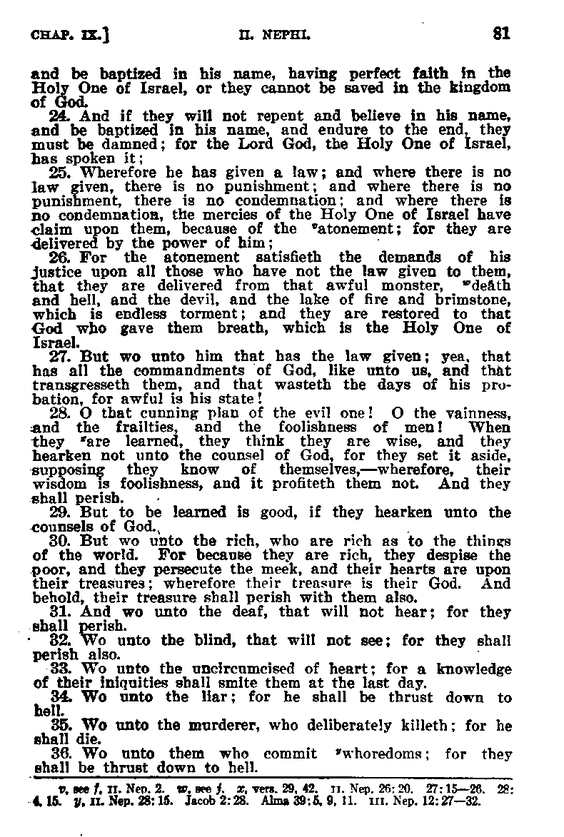 CHAP. IX.] II. NEPHI. 81
and be baptized in his name, having perfect faith in the
Holy One of Israel, or they cannot be saved in the kingdom
of God.
24. And if they will not repent and believe in his name,
and be baptized in his name, and endure to the end, they
must be damned; for the Lord God, the Holy One of Israel,
has spoken it;
25. Wherefore he has given a law; and where there is no
law given, there is no punishment; and where there is no
punishment, there is no condemnation; and where there is
no condemnation, the mercies of the Holy One of Israel have
claim upon them, because of the ᵛatonement; for they are
delivered by the power of him;
26. For the atonement satisfieth the demands of his
justice upon all those who have not the law given to them,
that they are delivered from that awful monster, ʷdeath
and hell, and the devil, and the lake of fire and brimstone,
which is endless torment; and they are restored to that
God who gave them breath, which is the Holy One of
Israel.
27. But wo unto him that has the law given; yea, that
has all the commandments of God, like unto us, and that
transgresseth them, and that wasteth the days of his pro-
bation, for awful is his state!
28. O that cunning plan of the evil one! O the vainness,
and the frailties, and the foolishness of men! When
they ˣare learned, they think they are wise, and they
hearken not unto the counsel of God, for they set it aside,
supposing they know of themselves,—wherefore, their
wisdom is foolishness, and it profiteth them not. And they
shall perish.
29. But to be learned is good, if they hearken unto the
counsels of God.
30. But wo unto the rich, who are rich as to the things
of the world. For because they are rich, they despise the
poor, and they persecute the meek, and their hearts are upon
their treasures; wherefore their treasure is their God. And
behold, their treasure shall perish with them also.
31. And wo unto the deaf, that will not hear; for they
shall perish.
32. Wo unto the blind, that will not see; for they shall
perish also.
33. Wo unto the uncircumcised of heart; for a knowledge
of their iniquities shall smite them at the last day.
34. Wo unto the liar; for he shall be thrust down to
hell.
35. Wo unto the murderer, who deliberately killeth; for he
shall die.
36. Wo unto them who commit ʸwhoredoms; for they
shall be thrust down to hell.
v, see f, II. Nep. 2. w, see j. x, vers. 29, 42. II. Nep. 26:20. 27:15—26. 28:
4, 15. y, II. Nep. 28:15. Jacob 2:28. Alma 39:5, 9, 11. III. Nep. 12:27—32.